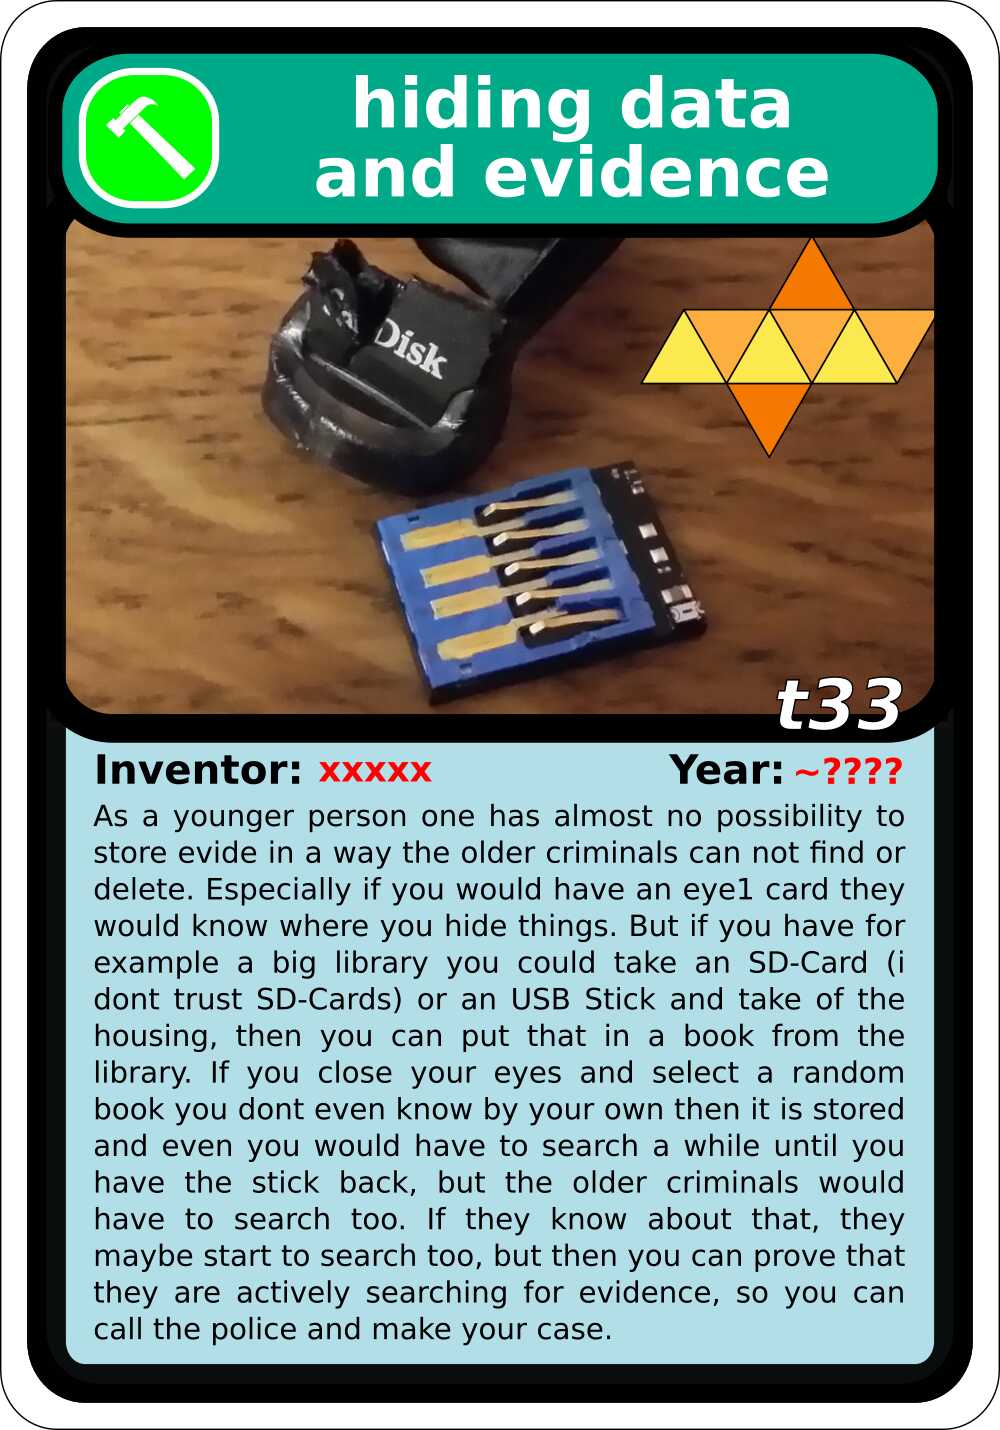 hiding data
and evidence
Disk
t33
Inventor: xxxxx
Year: ~????
As a younger person one has almost no possibility to
store evide in a way the older criminals can not find or
delete. Especially if you would have an eye1 card they
would know where you hide things. But if you have for
example a big library you could take an SD-Card (i
dont trust SD-Cards) or an USB Stick and take of the
housing, then you can put that in a book from the
library. If you close your eyes and select a random
book you dont even know by your own then it is stored
and even you would have to search a while until you
have the stick back, but the older criminals would
have to search too. If they know about that, they
maybe start to search too, but then you can prove that
they are actively searching for evidence, so you can
call the police and make your case.